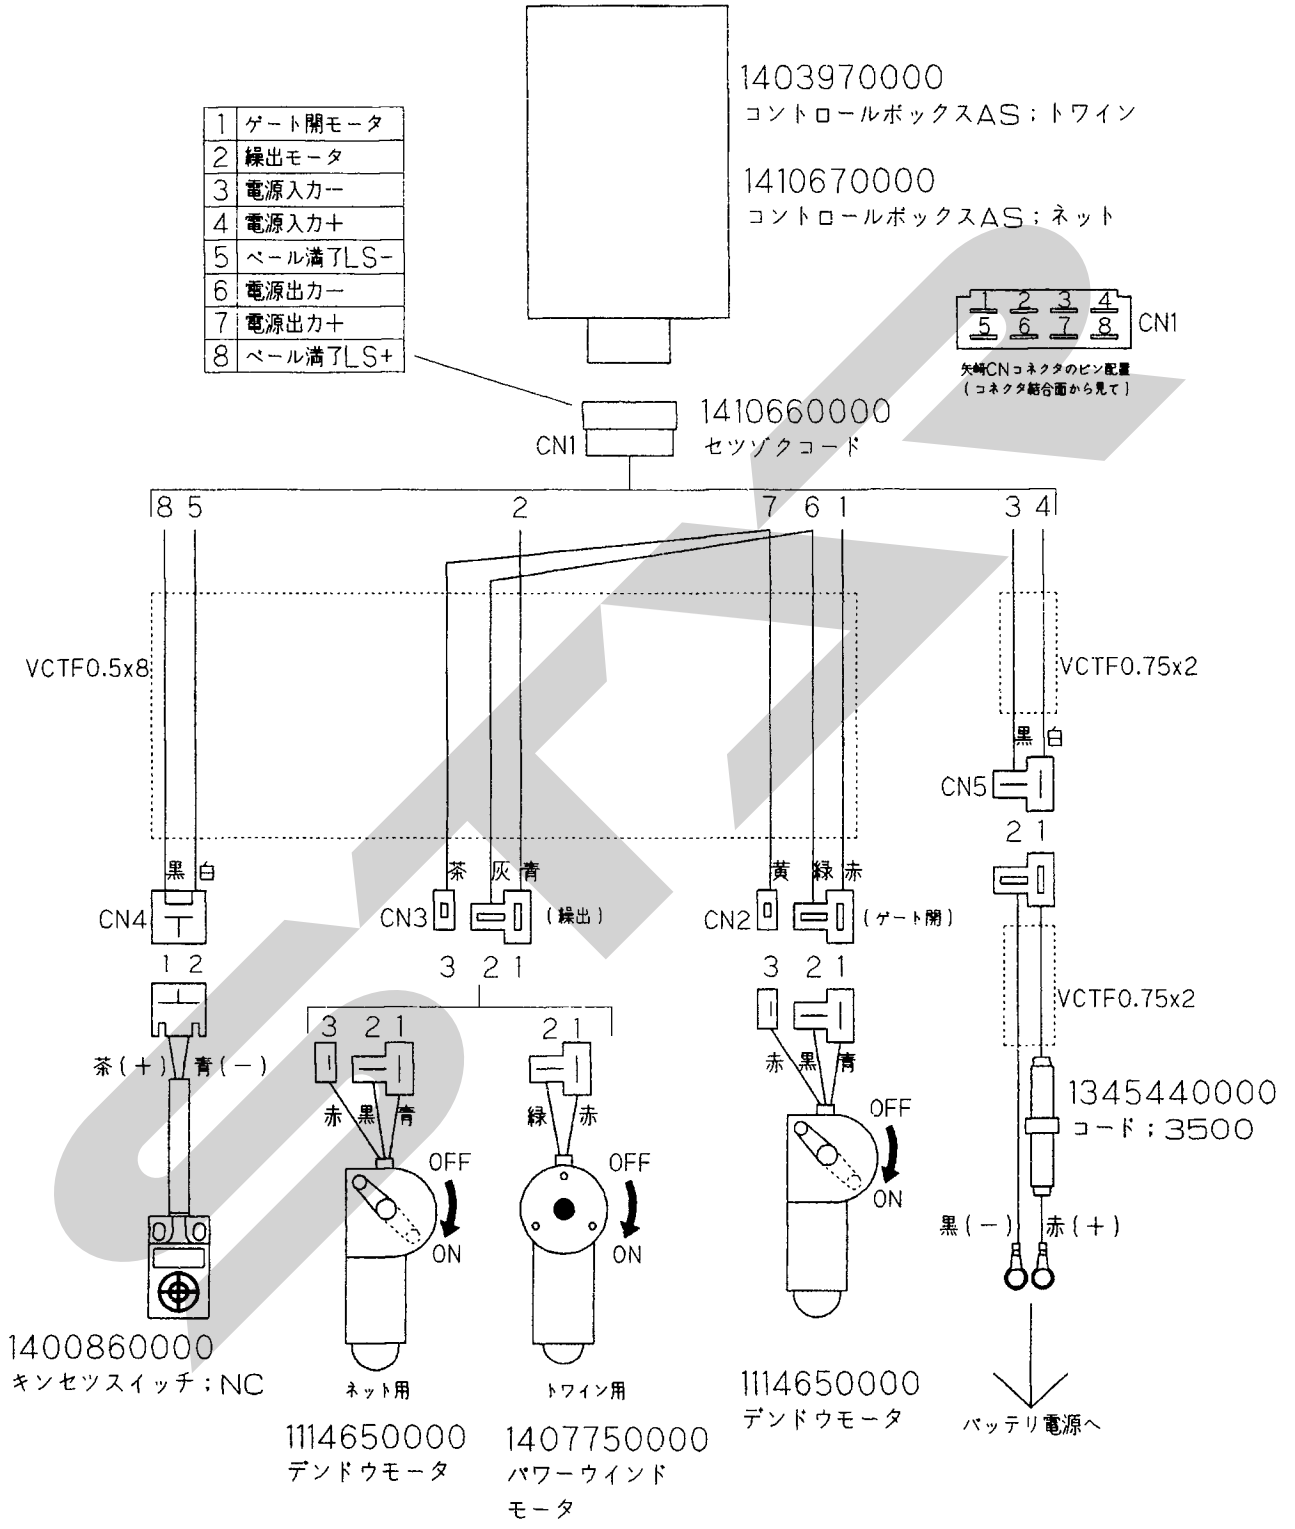 1403970000
コントロールボックスAS；トワイン
1410670000
コントロールボックスAS；ネット
1 ゲート開モータ
2 繰出モータ
3 電源入力ー
4 電源入力＋
5 ベール満了LS-
6 電源出力ー
7 電源出力＋
8 ベール満了LS+
1 2 3 4
5 6 7 8
CN1
矢崎CNコネクタのピン配置
(コネクタ結合面から見て)
1410660000
セツゾクコード
CN1
8 5 2 7 6 1 3 4
VCTF0.5x8
VCTF0.75x2
黒 白
CN5
2 1
黒 白 茶 灰 青 黄 緑 赤
CN4
CN3
(繰出)
CN2
(ゲート開)
1 2
3 2 1
3 2 1
VCTF0.75x2
3 2 1
2 1
茶(+) 青(－)
赤 黒 青
緑 赤
赤 黒 青
1345440000
コード；3500
OFF
ON
OFF
ON
OFF
ON
黒(－) 赤(＋)
1400860000
キンセツスイッチ；NC
ネット用
1114650000
デンドウモータ
トワイン用
1407750000
パワーウインド
モータ
1114650000
デンドウモータ
バッテリ電源へ
STAR